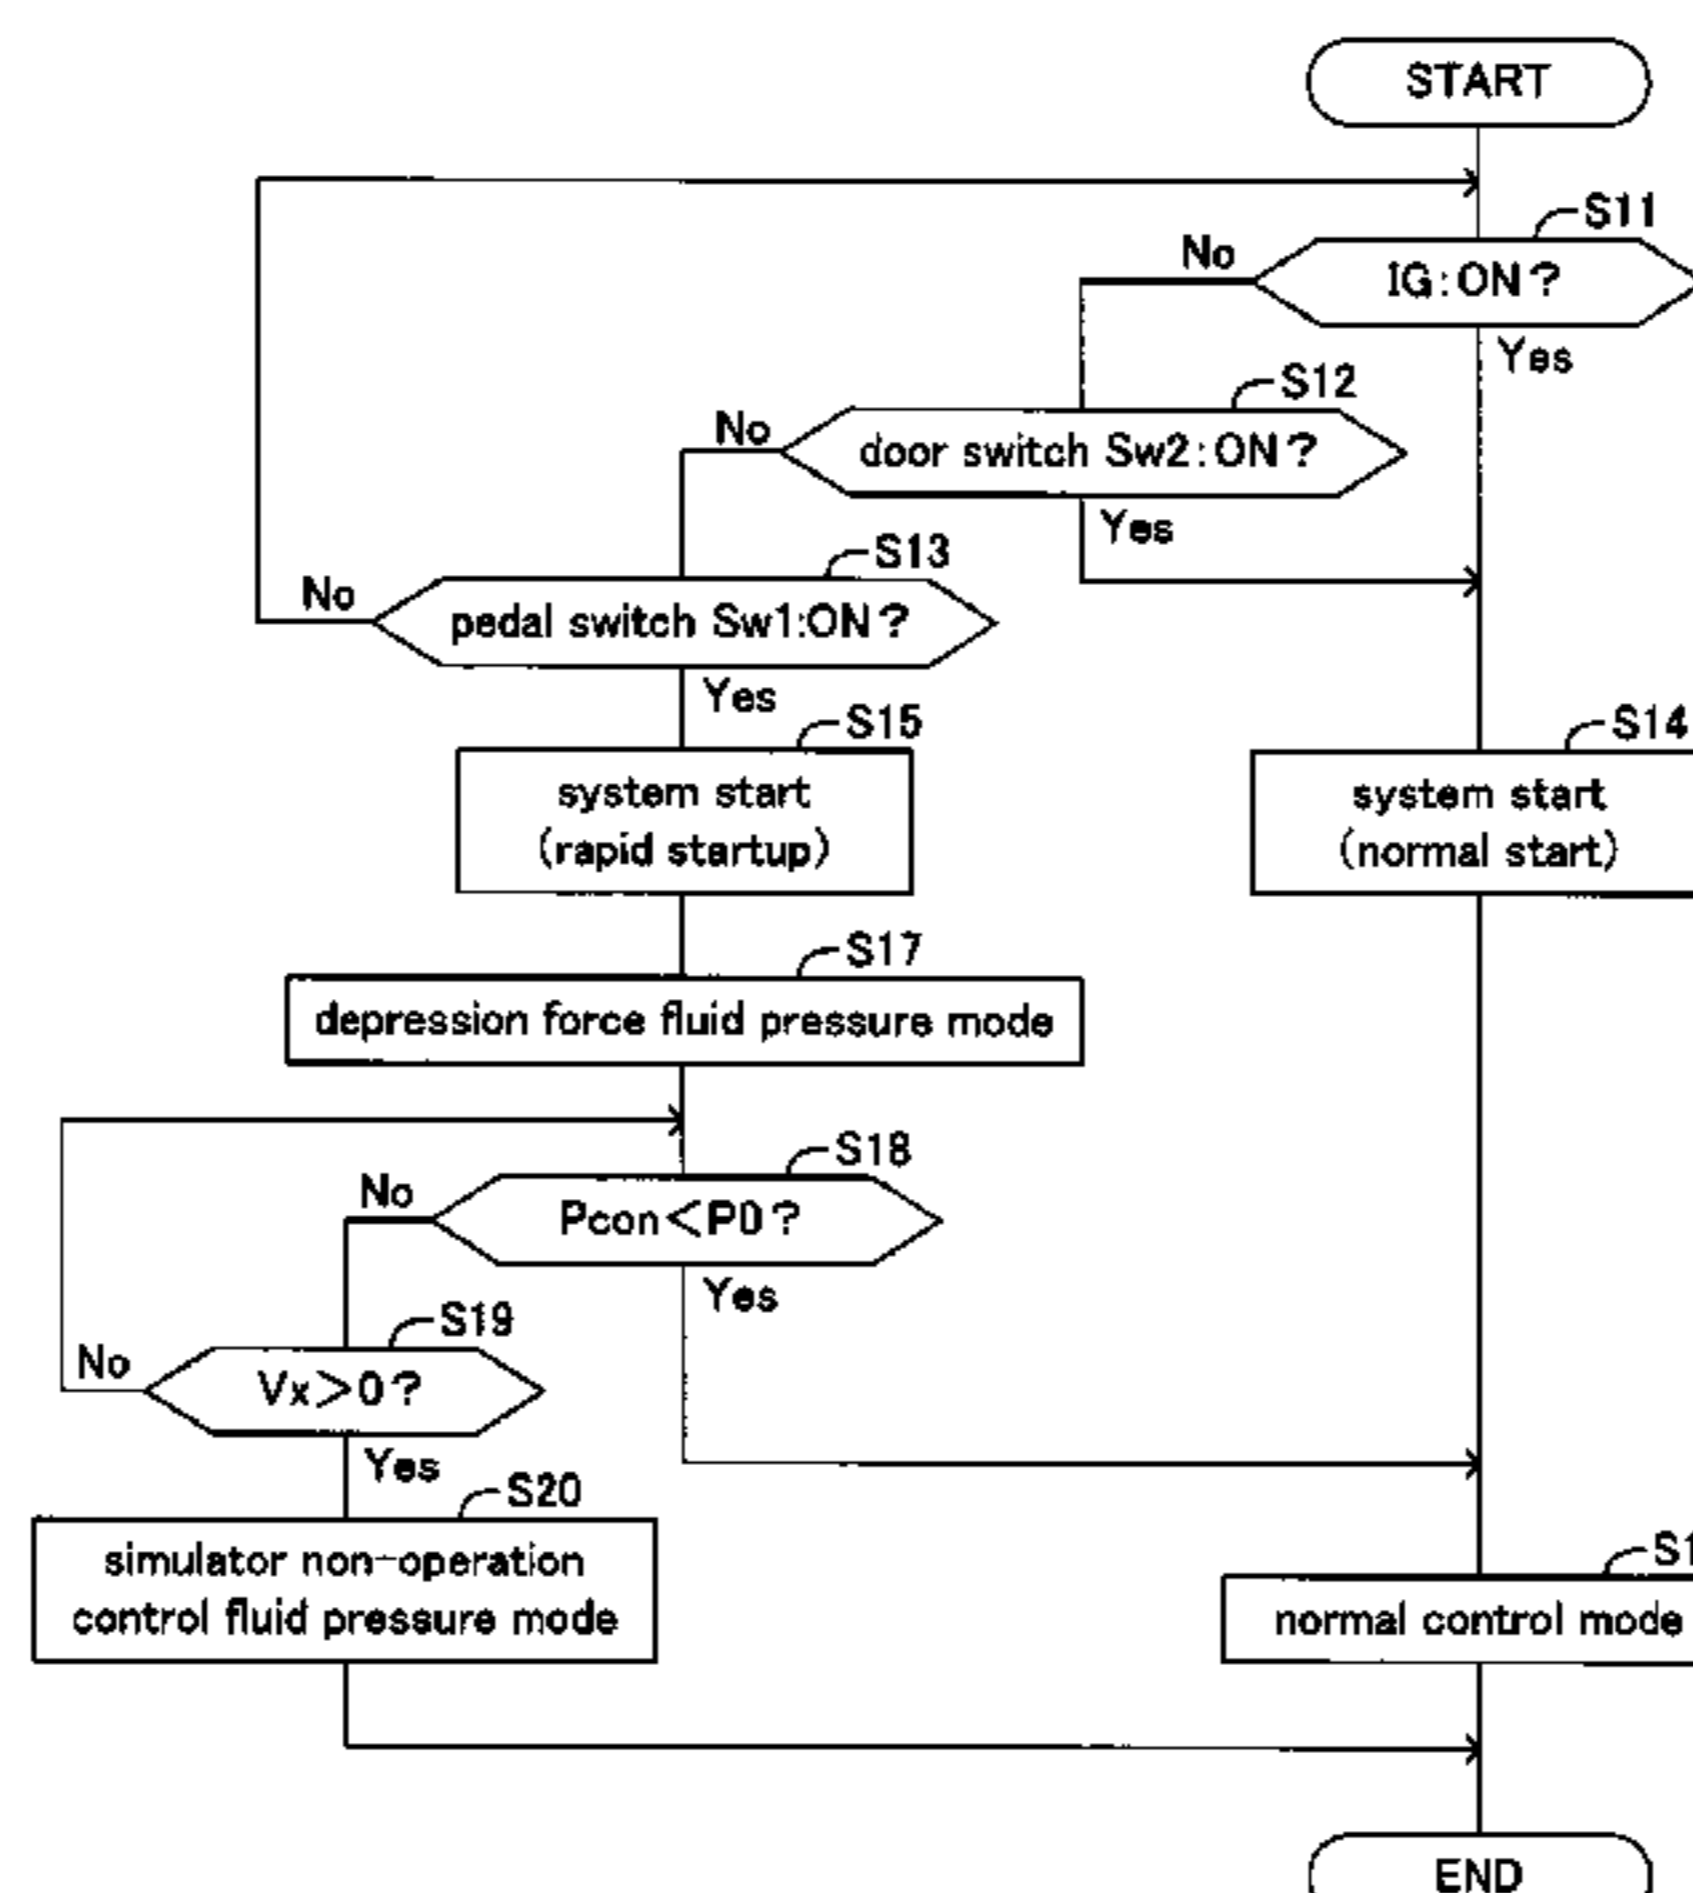 START
S11
No
IG:ON?
Yes
S12
No
door switch Sw2:ON?
Yes
S13
No
pedal switch Sw1:ON?
Yes
S15
S14
system start
(rapid startup)
system start
(normal start)
S17
depression force fluid pressure mode
S18
No
Pcon<P0?
Yes
S19
No
Vx>0?
Yes
S20
simulator non-operation
control fluid pressure mode
normal control mode
END